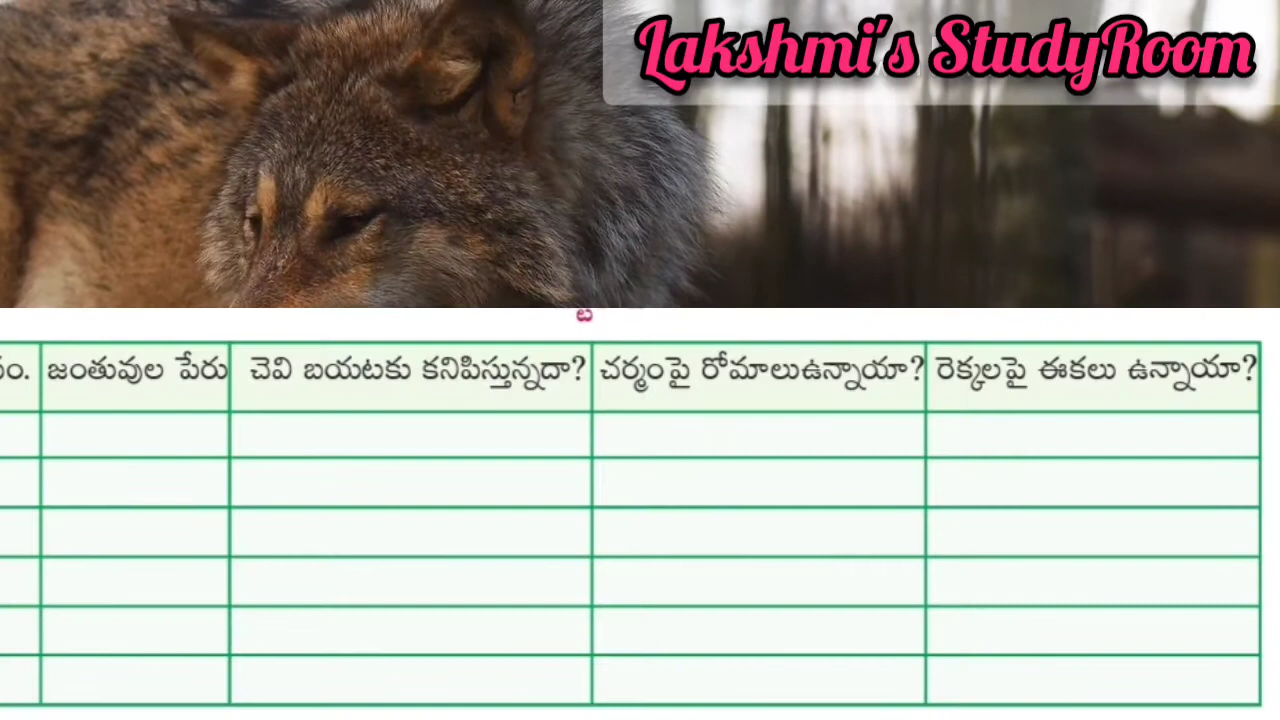 Lakshmi's StudyRoom
జంతువుల పేరు చెవి బయటకు కనిపిస్తున్నదా? చర్మంపై రోమాలుఉన్నాయా? రెక్కలపై ఈకలు ఉన్నాయా?